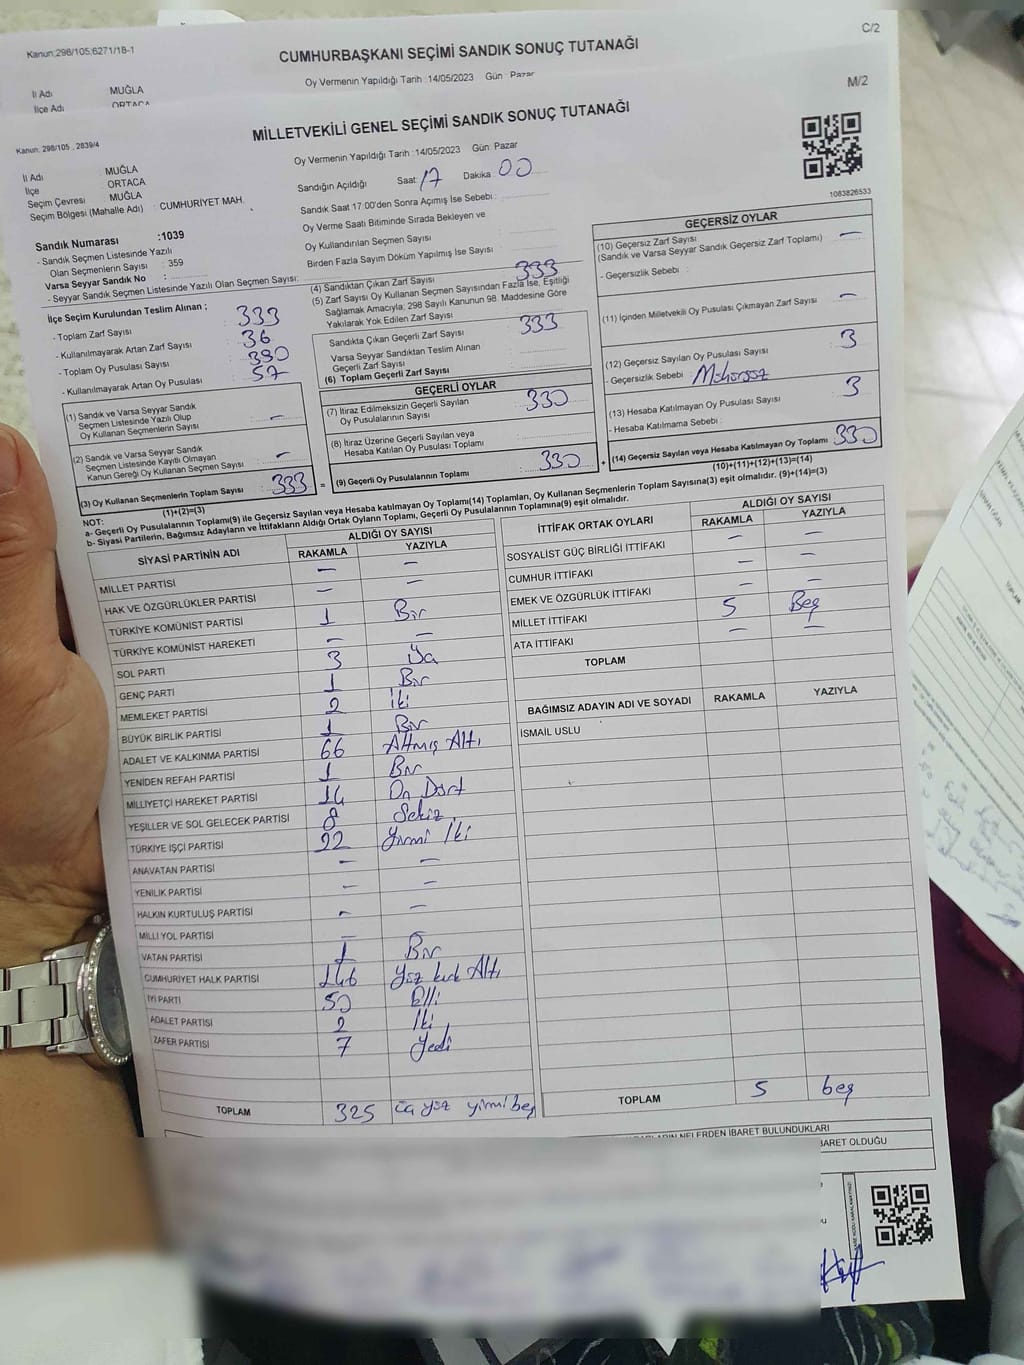 Kanun:298/105;6271/18-1
C/2
CUMHURBAŞKANI SEÇİMİ SANDIK SONUÇ TUTANAĞI
Oy Vermenin Yapıldığı Tarih :14/05/2023 Gün : Pazar
İl Adı : MUĞLA
İlçe Adı ORTACA
M/2
MİLLETVEKİLİ GENEL SEÇİMİ SANDIK SONUÇ TUTANAĞI
Kanun: 298/105 , 2839/4
Oy Vermenin Yapıldığı Tarih :14/05/2023 Gün: Pazar
İl Adı : MUĞLA
İlçe : ORTACA
Seçim Çevresi : MUĞLA
Seçim Bölgesi (Mahalle Adı) : CUMHURİYET MAH.
Sandığın Açıldığı Saat: 17 Dakika 00
Sandık Saat 17:00'den Sonra Açımış İse Sebebi :
Oy Verme Saati Bitiminde Sırada Bekleyen ve
Oy Kullandırılan Seçmen Sayısı :
Birden Fazla Sayım Döküm Yapılmış İse Sayısı :
1083826533
Sandık Numarası :1039
- Sandık Seçmen Listesinde Yazılı
Olan Seçmenlerin Sayısı : 359
Varsa Seyyar Sandık No :
- Seyyar Sandık Seçmen Listesinde Yazılı Olan Seçmen Sayısı:
İlçe Seçim Kurulundan Teslim Alınan ;
- Toplam Zarf Sayısı : 333
- Kullanılmayarak Artan Zarf Sayısı : 36
- Toplam Oy Pusulası Sayısı : 390
- Kullanılmayarak Artan Oy Pusulası : 57
(1) Sandık ve Varsa Seyyar Sandık
Seçmen Listesinde Yazılı Olup
Oy Kullanan Seçmenlerin Sayısı : -
(2) Sandık ve Varsa Seyyar Sandık
Seçmen Listesinde Kayıtlı Olmayan
Kanun Gereği Oy Kullanan Seçmen Sayısı : -
(3) Oy Kullanan Seçmenlerin Toplam Sayısı : 333
(1)+(2)=(3)
(4) Sandıktan Çıkan Zarf Sayısı : 333
(5) Zarf Sayısı Oy Kullanan Seçmen Sayısından Fazla İse, Eşitliği
Sağlamak Amacıyla; 298 Sayılı Kanunun 98. Maddesine Göre
Yakılarak Yok Edilen Zarf Sayısı :
Sandıkta Çıkan Geçerli Zarf Sayısı : 333
Varsa Seyyar Sandıktan Teslim Alınan
Geçerli Zarf Sayısı :
(6) Toplam Geçerli Zarf Sayısı :
GEÇERLİ OYLAR
(7) İtiraz Edilmeksizin Geçerli Sayılan
Oy Pusulalarının Sayısı : 330
(8) İtiraz Üzerine Geçerli Sayılan veya
Hesaba Katılan Oy Pusulası Toplamı :
= (9) Geçerli Oy Pusulalarının Toplamı : 330 +
GEÇERSİZ OYLAR
(10) Geçersiz Zarf Sayısı : -
(Sandık ve Varsa Seyyar Sandık Geçersiz Zarf Toplamı)
- Geçersizlik Sebebi :
(11) İçinden Milletvekili Oy Pusulası Çıkmayan Zarf Sayısı : -
(12) Geçersiz Sayılan Oy Pusulası Sayısı : 3
- Geçersizlik Sebebi : Mühürsüz
(13) Hesaba Katılmayan Oy Pusulası Sayısı : 3
- Hesaba Katılmama Sebebi :
(14) Geçersiz Sayılan veya Hesaba Katılmayan Oy Toplamı : 330
(10)+(11)+(12)+(13)=(14)
NOT:
a- Geçerli Oy Pusulalarının Toplamı(9) ile Geçersiz Sayılan veya Hesaba Katılmayan Oy Toplamı(14) Toplamları, Oy Kullanan Seçmenlerin Toplam Sayısına(3) eşit olmalıdır. (9)+(14)=(3)
b- Siyasi Partilerin, Bağımsız Adayların ve İttifakların Aldığı Ortak Oyların Toplamı, Geçerli Oy Pusulalarının Toplamına(9) eşit olmalıdır.
SİYASİ PARTİNİN ADI ALDIĞI OY SAYISI
RAKAMLA YAZIYLA
MİLLET PARTİSİ - -
HAK VE ÖZGÜRLÜKLER PARTİSİ - -
TÜRKİYE KOMÜNİST PARTİSİ 1 Bir
TÜRKİYE KOMÜNİST HAREKETİ - -
SOL PARTİ 3 Üç
GENÇ PARTİ 1 Bir
MEMLEKET PARTİSİ 2 İki
BÜYÜK BİRLİK PARTİSİ 1 Bir
ADALET VE KALKINMA PARTİSİ 66 Altmış Altı
YENİDEN REFAH PARTİSİ 1 Bir
MİLLİYETÇİ HAREKET PARTİSİ 14 On Dört
YEŞİLLER VE SOL GELECEK PARTİSİ 8 Sekiz
TÜRKİYE İŞÇİ PARTİSİ 22 Yirmi İki
ANAVATAN PARTİSİ - -
YENİLİK PARTİSİ - -
HALKIN KURTULUŞ PARTİSİ - -
MİLLİ YOL PARTİSİ - -
VATAN PARTİSİ 1 Bir
CUMHURİYET HALK PARTİSİ 146 Yüz kırk Altı
İYİ PARTİ 50 Elli
ADALET PARTİSİ 2 İki
ZAFER PARTİSİ 7 Yedi
TOPLAM 325 üç yüz yirmi beş
İTTİFAK ORTAK OYLARI ALDIĞI OY SAYISI
RAKAMLA YAZIYLA
SOSYALİST GÜÇ BİRLİĞİ İTTİFAKI - -
CUMHUR İTTİFAKI - -
EMEK VE ÖZGÜRLÜK İTTİFAKI - -
MİLLET İTTİFAKI 5 Beş
ATA İTTİFAKI - -
TOPLAM
BAĞIMSIZ ADAYIN ADI VE SOYADI RAKAMLA YAZIYLA
İSMAİL USLU
TOPLAM 5 beş
NELERDEN İBARET BULUNDUKLARI
OLDUĞU